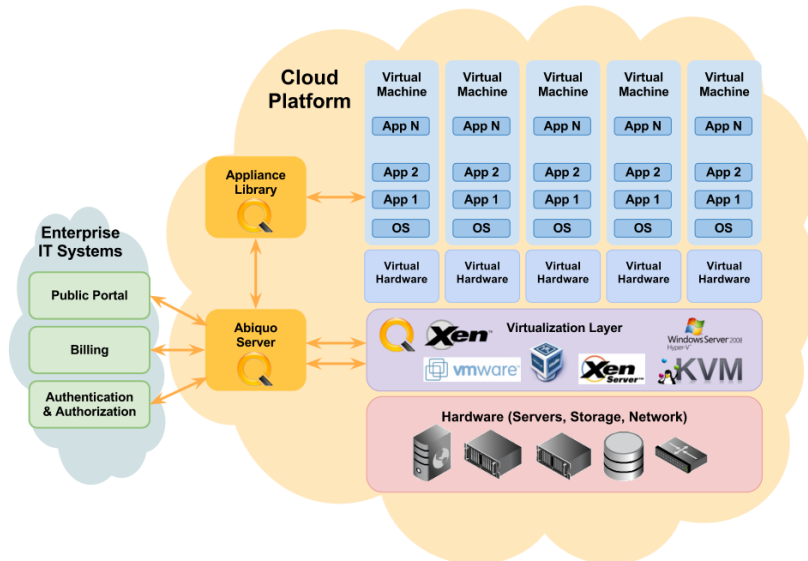 Cloud
Platform
Virtual
Machine
App N
App 2
App 1
OS
Virtual
Hardware
Virtual
Machine
App N
App 2
App 1
OS
Virtual
Hardware
Virtual
Machine
App N
App 2
App 1
OS
Virtual
Hardware
Virtual
Machine
App N
App 2
App 1
OS
Virtual
Hardware
Virtual
Machine
App N
App 2
App 1
OS
Virtual
Hardware
Appliance
Library
Enterprise
IT Systems
Public Portal
Billing
Authentication
& Authorization
Abiquo
Server
Virtualization Layer
Xen™
Windows Server 2008
Hyper-V
vmware
Xen
Server™
KVM
Hardware (Servers, Storage, Network)